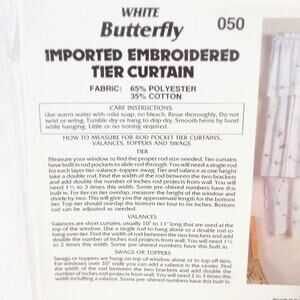 WHITE
Butterfly
050
IMPORTED EMBROIDERED
TIER CURTAIN
FABRIC: 65% POLYESTER
35% COTTON
CARE INSTRUCTIONS
Use warm water with mild soap, no bleach. Rinse thoroughly. Do not
twist or wring. Tumble dry or hang to drip dry. Smooth hems by hand
while hanging. Little or no ironing required.
HOW TO MEASURE FOR ROD POCKET TIER CURTAINS,
VALANCES, TOPPERS AND SWAGS
TIER
Measure your window to find the proper rod size needed. Tier curtains
have built in rod pockets to slide rod through. You will need a single rod
for each layer tier-valance-topper-swag. Tier and valance at one height
take a double rod. Find the width of the rod between the two brackets
and add double the number of inches rod projects from wall. You will
need 1½ to 3 times this width. Some pre-shirred numbers have it all
built in. For tier on tier overlap, measure the height of the window and
divide by two. This will give you the approximate length for the bottom
tier. Top tier should overlap the bottom tier four to six inches. Bottom
rod can be adjusted as needed.
VALANCES
Valances are short curtains, usually 10" to 11" long that are used at the
top of the window. Use a single rod to hang alone or a double rod to
hang over tier. Find the width of the rod between the two brackets and
add double the number of inches rod projects from wall. You will need 1½
to 2 times this width. Some pre-shirred numbers have this built in.
SWAGS OR TOPPERS
Swags or toppers are hung on top of window alone or to top off tiers.
For windows over 30" wide you can add a valance in the center. Find
the width of the rod between the two brackets and add double the
number of inches rod projects from wall. You will need 2 to 3 times this
width including a valance. Some pre-shirred numbers have this built in.